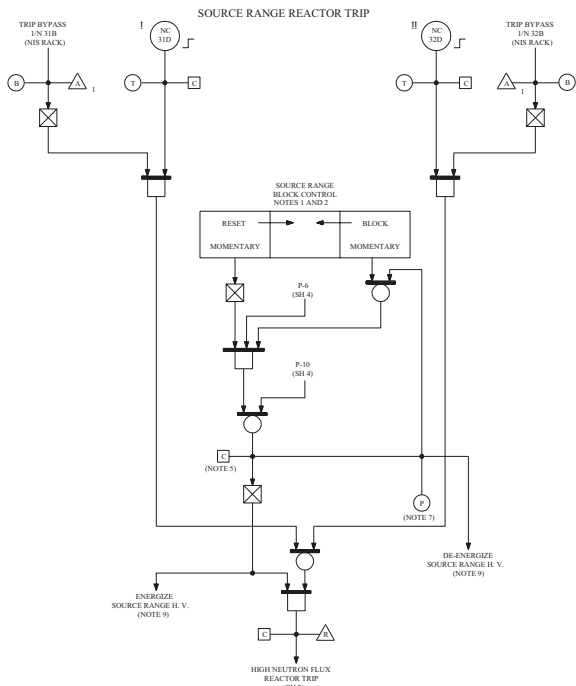 SOURCE RANGE REACTOR TRIP
TRIP BYPASS
1/N 31B
(NIS RACK)
I
NC
31D
II
NC
32D
TRIP BYPASS
1/N 32B
(NIS RACK)
B
A
1
T
C
T
C
A
1
B
SOURCE RANGE
BLOCK CONTROL
NOTES 1 AND 2
RESET
BLOCK
MOMENTARY
MOMENTARY
P-6
(SH 4)
P-10
(SH 4)
C
(NOTE 5)
P
(NOTE 7)
DE-ENERGIZE
SOURCE RANGE H. V.
(NOTE 9)
ENERGIZE
SOURCE RANGE H. V.
(NOTE 9)
C
R
HIGH NEUTRON FLUX
REACTOR TRIP